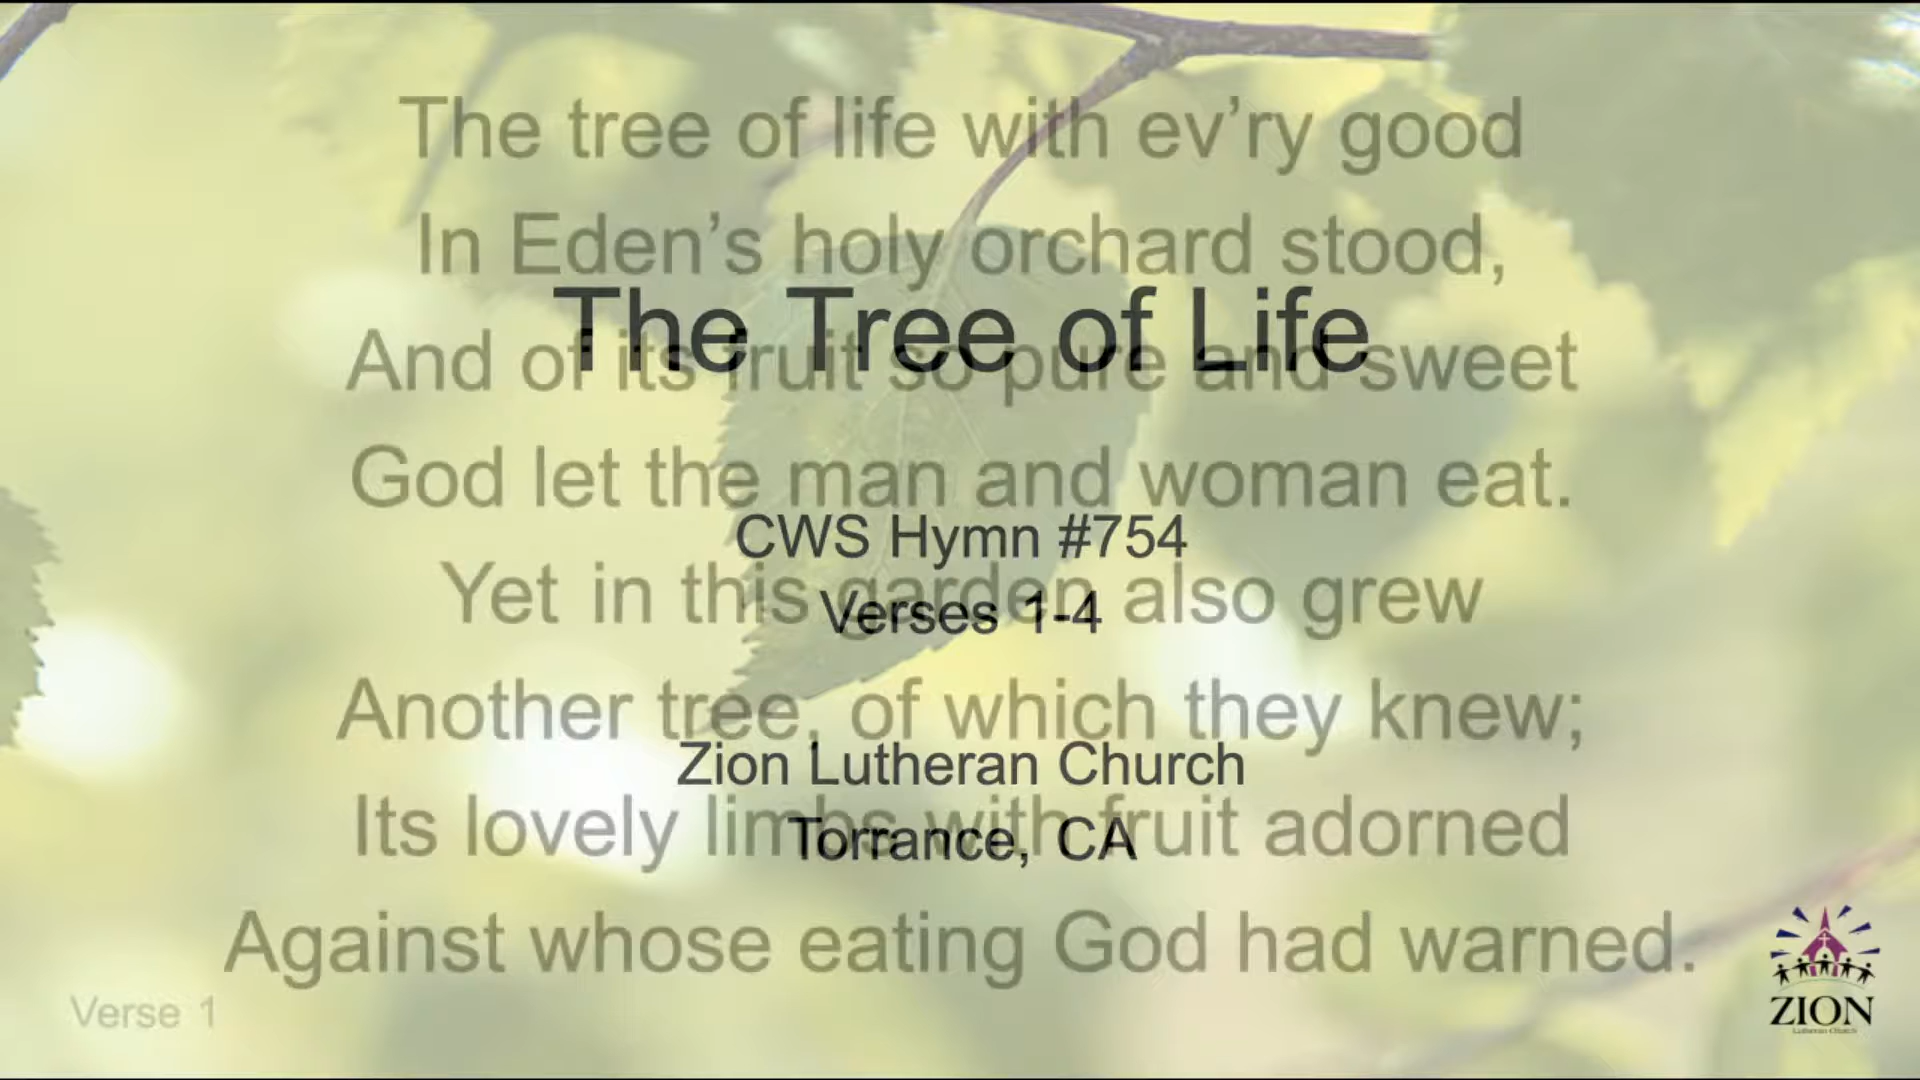 The tree of life with ev’ry good
In Eden’s holy orchard stood,
The Tree of Life
And of its fruit so pure and sweet
God let the man and woman eat.
CWS Hymn #754
Yet in this garden also grew
Verses 1-4
Another tree, of which they knew;
Zion Lutheran Church
Its lovely limbs with fruit adorned
Torrance, CA
Against whose eating God had warned.
Verse 1
ZION
Lutheran Church